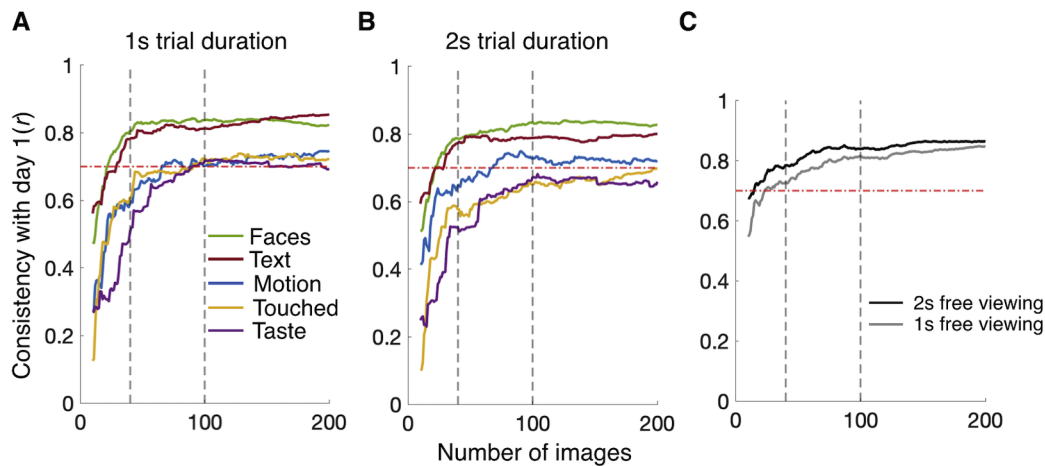 A
1s trial duration
B
2s trial duration
C
Consistency with day 1(r)
1
0.8
0.6
0.4
0.2
0
0
100
200
Faces
Text
Motion
Touched
Taste
1
0.8
0.6
0.4
0.2
0
0
100
200
Number of images
1
0.8
0.6
0.4
0.2
0
0
100
200
2s free viewing
1s free viewing